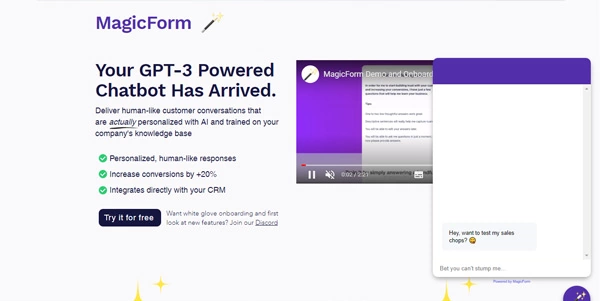 MagicForm
Your GPT-3 Powered
Chatbot Has Arrived.
Deliver human-like customer conversations that
are actually personalized with AI and trained on your
company's knowledge base
Personalized, human-like responses
Increase conversions by +20%
Integrates directly with your CRM
Try it for free
Want white glove onboarding and first
look at new features? Join our Discord
MagicForm Demo and Onboard
0:02 / 2:21
simply answering
Hey, want to test my sales
chops? 😜
Bet you can't stump me...
Powered by MagicForm